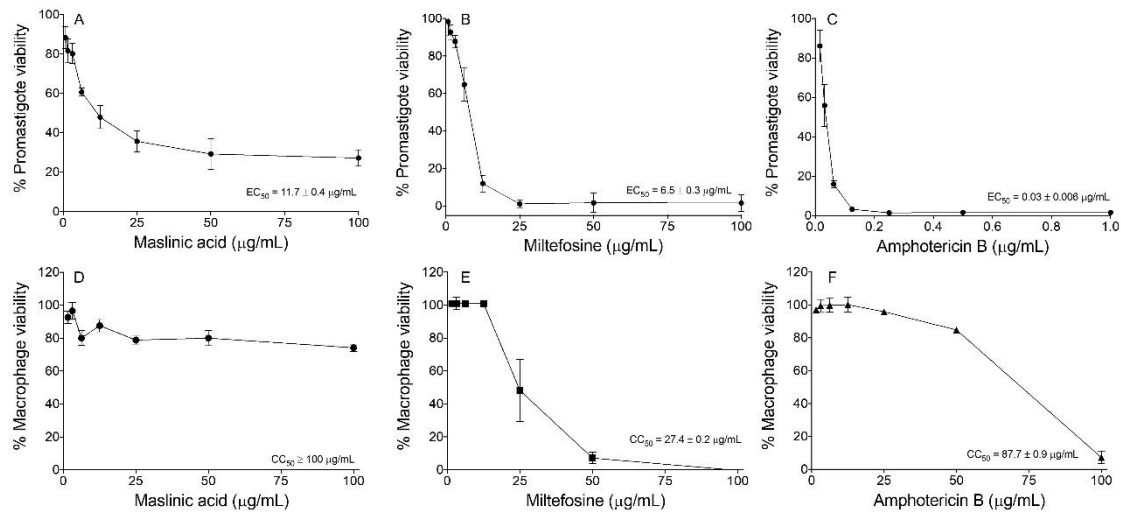 A
% Promastigote viability
100
80
60
40
20
0
0
25
50
75
100
EC50 = 11.7 ± 0.4 µg/mL
Maslinic acid (µg/mL)
B
% Promastigote viability
100
80
60
40
20
0
0
25
50
75
100
EC50 = 6.5 ± 0.3 µg/mL
Miltefosine (µg/mL)
C
% Promastigote viability
100
80
60
40
20
0
0.0
0.2
0.4
0.6
0.8
1.0
EC50 = 0.03 ± 0.006 µg/mL
Amphotericin B (µg/mL)
D
% Macrophage viability
120
100
80
60
40
20
0
0
25
50
75
100
CC50 ≥ 100 µg/mL
Maslinic acid (µg/mL)
E
% Macrophage viability
120
100
80
60
40
20
0
0
25
50
75
100
CC50 = 27.4 ± 0.2 µg/mL
Miltefosine (µg/mL)
F
% Macrophage viability
120
100
80
60
40
20
0
0
25
50
75
100
CC50 = 87.7 ± 0.9 µg/mL
Amphotericin B (µg/mL)